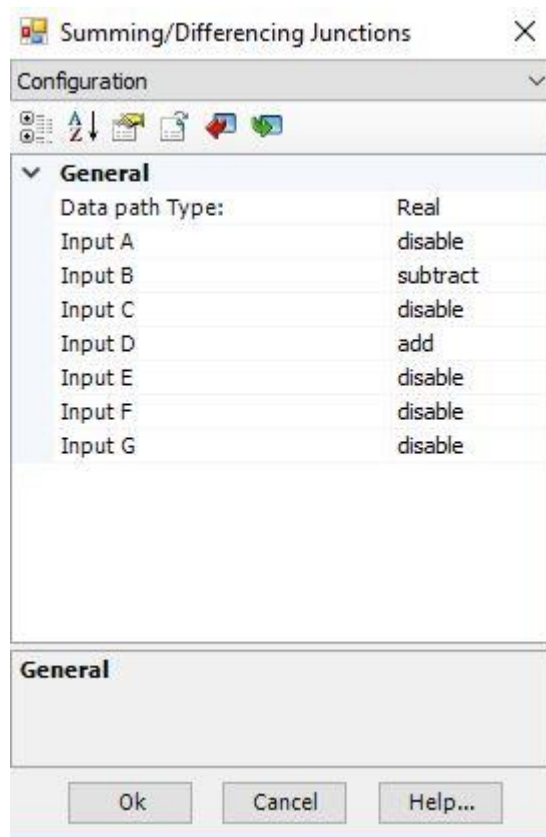 Summing/Differencing Junctions
Configuration
A
Z
General
Data path Type: Real
Input A disable
Input B subtract
Input C disable
Input D add
Input E disable
Input F disable
Input G disable
General
Ok Cancel Help...